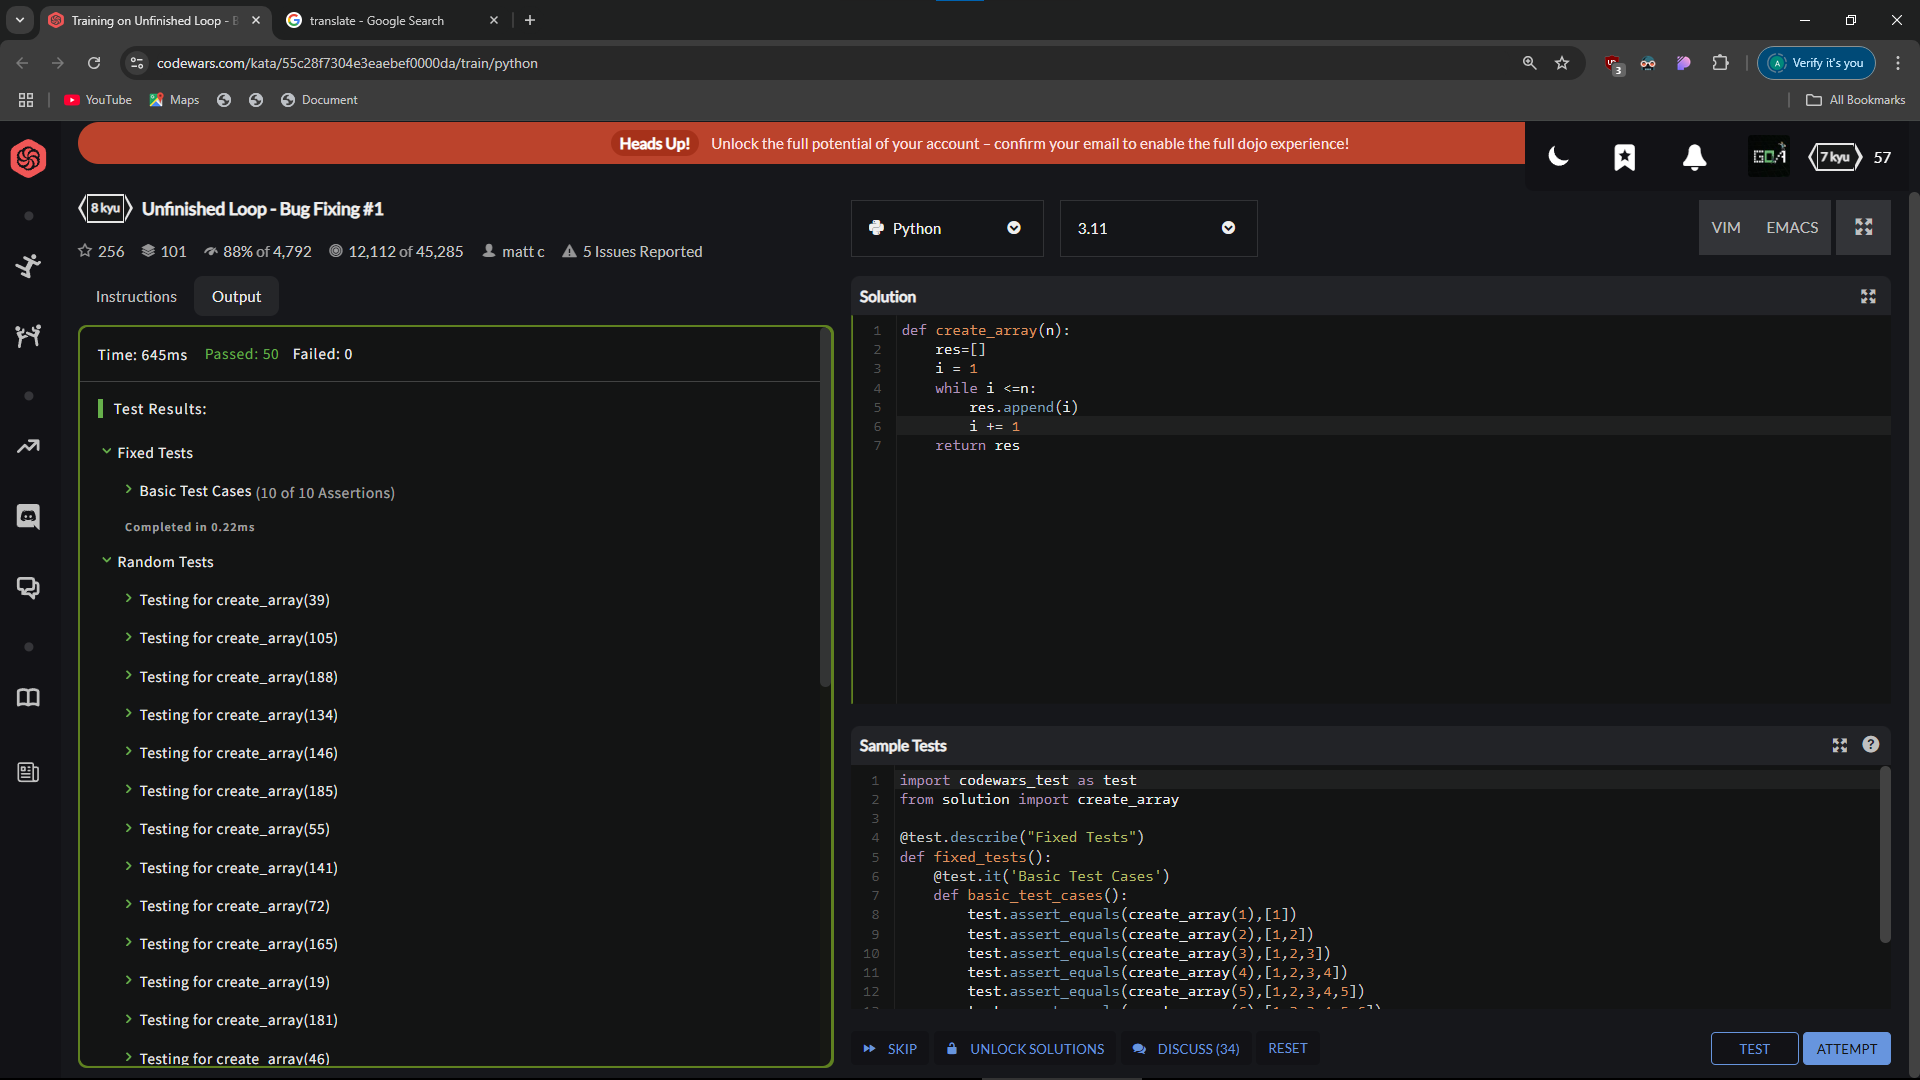 Training on Unfinished Loop - B
translate - Google Search
codewars.com/kata/55c28f7304e3eaebef0000da/train/python
3
A
Verify it's you
YouTube
Maps
Document
All Bookmarks
Heads Up! Unlock the full potential of your account – confirm your email to enable the full dojo experience!
GOA
7 kyu 57
8 kyu Unfinished Loop - Bug Fixing #1
256 101 88% of 4,792 12,112 of 45,285 matt c 5 Issues Reported
Instructions Output
Time: 645ms Passed: 50 Failed: 0
Test Results:
Fixed Tests
Basic Test Cases (10 of 10 Assertions)
Completed in 0.22ms
Random Tests
Testing for create_array(39)
Testing for create_array(105)
Testing for create_array(188)
Testing for create_array(134)
Testing for create_array(146)
Testing for create_array(185)
Testing for create_array(55)
Testing for create_array(141)
Testing for create_array(72)
Testing for create_array(165)
Testing for create_array(19)
Testing for create_array(181)
Testing for create_array(46)
Python
3.11
VIM EMACS
Solution
1 def create_array(n):
2 res=[]
3 i = 1
4 while i <=n:
5 res.append(i)
6 i += 1
7 return res
Sample Tests
?
1 import codewars_test as test
2 from solution import create_array
3
4 @test.describe("Fixed Tests")
5 def fixed_tests():
6 @test.it('Basic Test Cases')
7 def basic_test_cases():
8 test.assert_equals(create_array(1),[1])
9 test.assert_equals(create_array(2),[1,2])
10 test.assert_equals(create_array(3),[1,2,3])
11 test.assert_equals(create_array(4),[1,2,3,4])
12 test.assert_equals(create_array(5),[1,2,3,4,5])
SKIP UNLOCK SOLUTIONS DISCUSS (34) RESET
TEST ATTEMPT